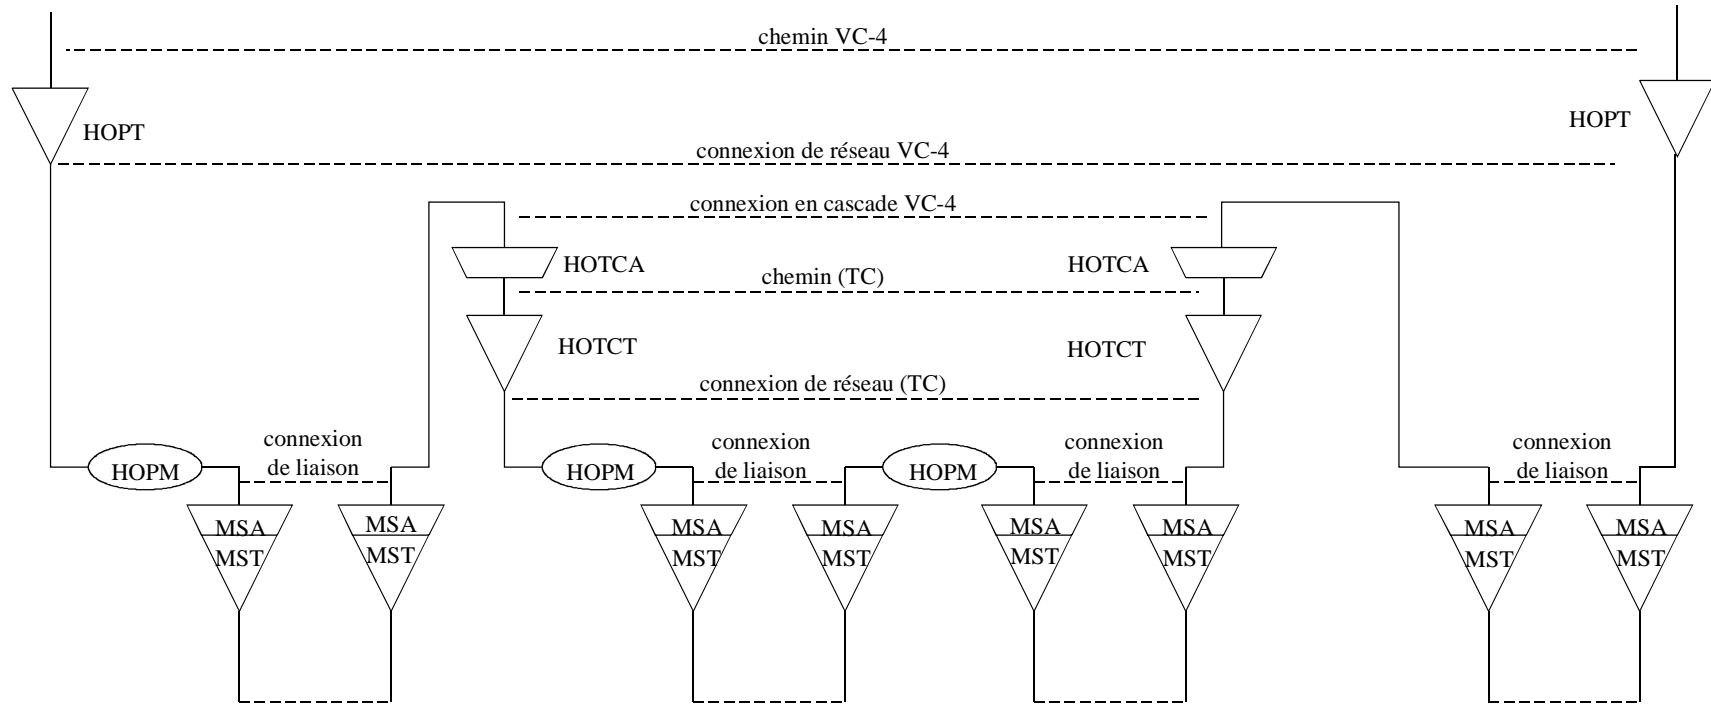 chemin VC-4
HOPT
HOPT
connexion de réseau VC-4
connexion en cascade VC-4
HOTCA
HOTCA
chemin (TC)
HOTCT
HOTCT
connexion de réseau (TC)
connexion
de liaison
connexion
de liaison
connexion
de liaison
connexion
de liaison
HOPM
HOPM
HOPM
MSA
MST
MSA
MST
MSA
MST
MSA
MST
MSA
MST
MSA
MST
MSA
MST
MSA
MST